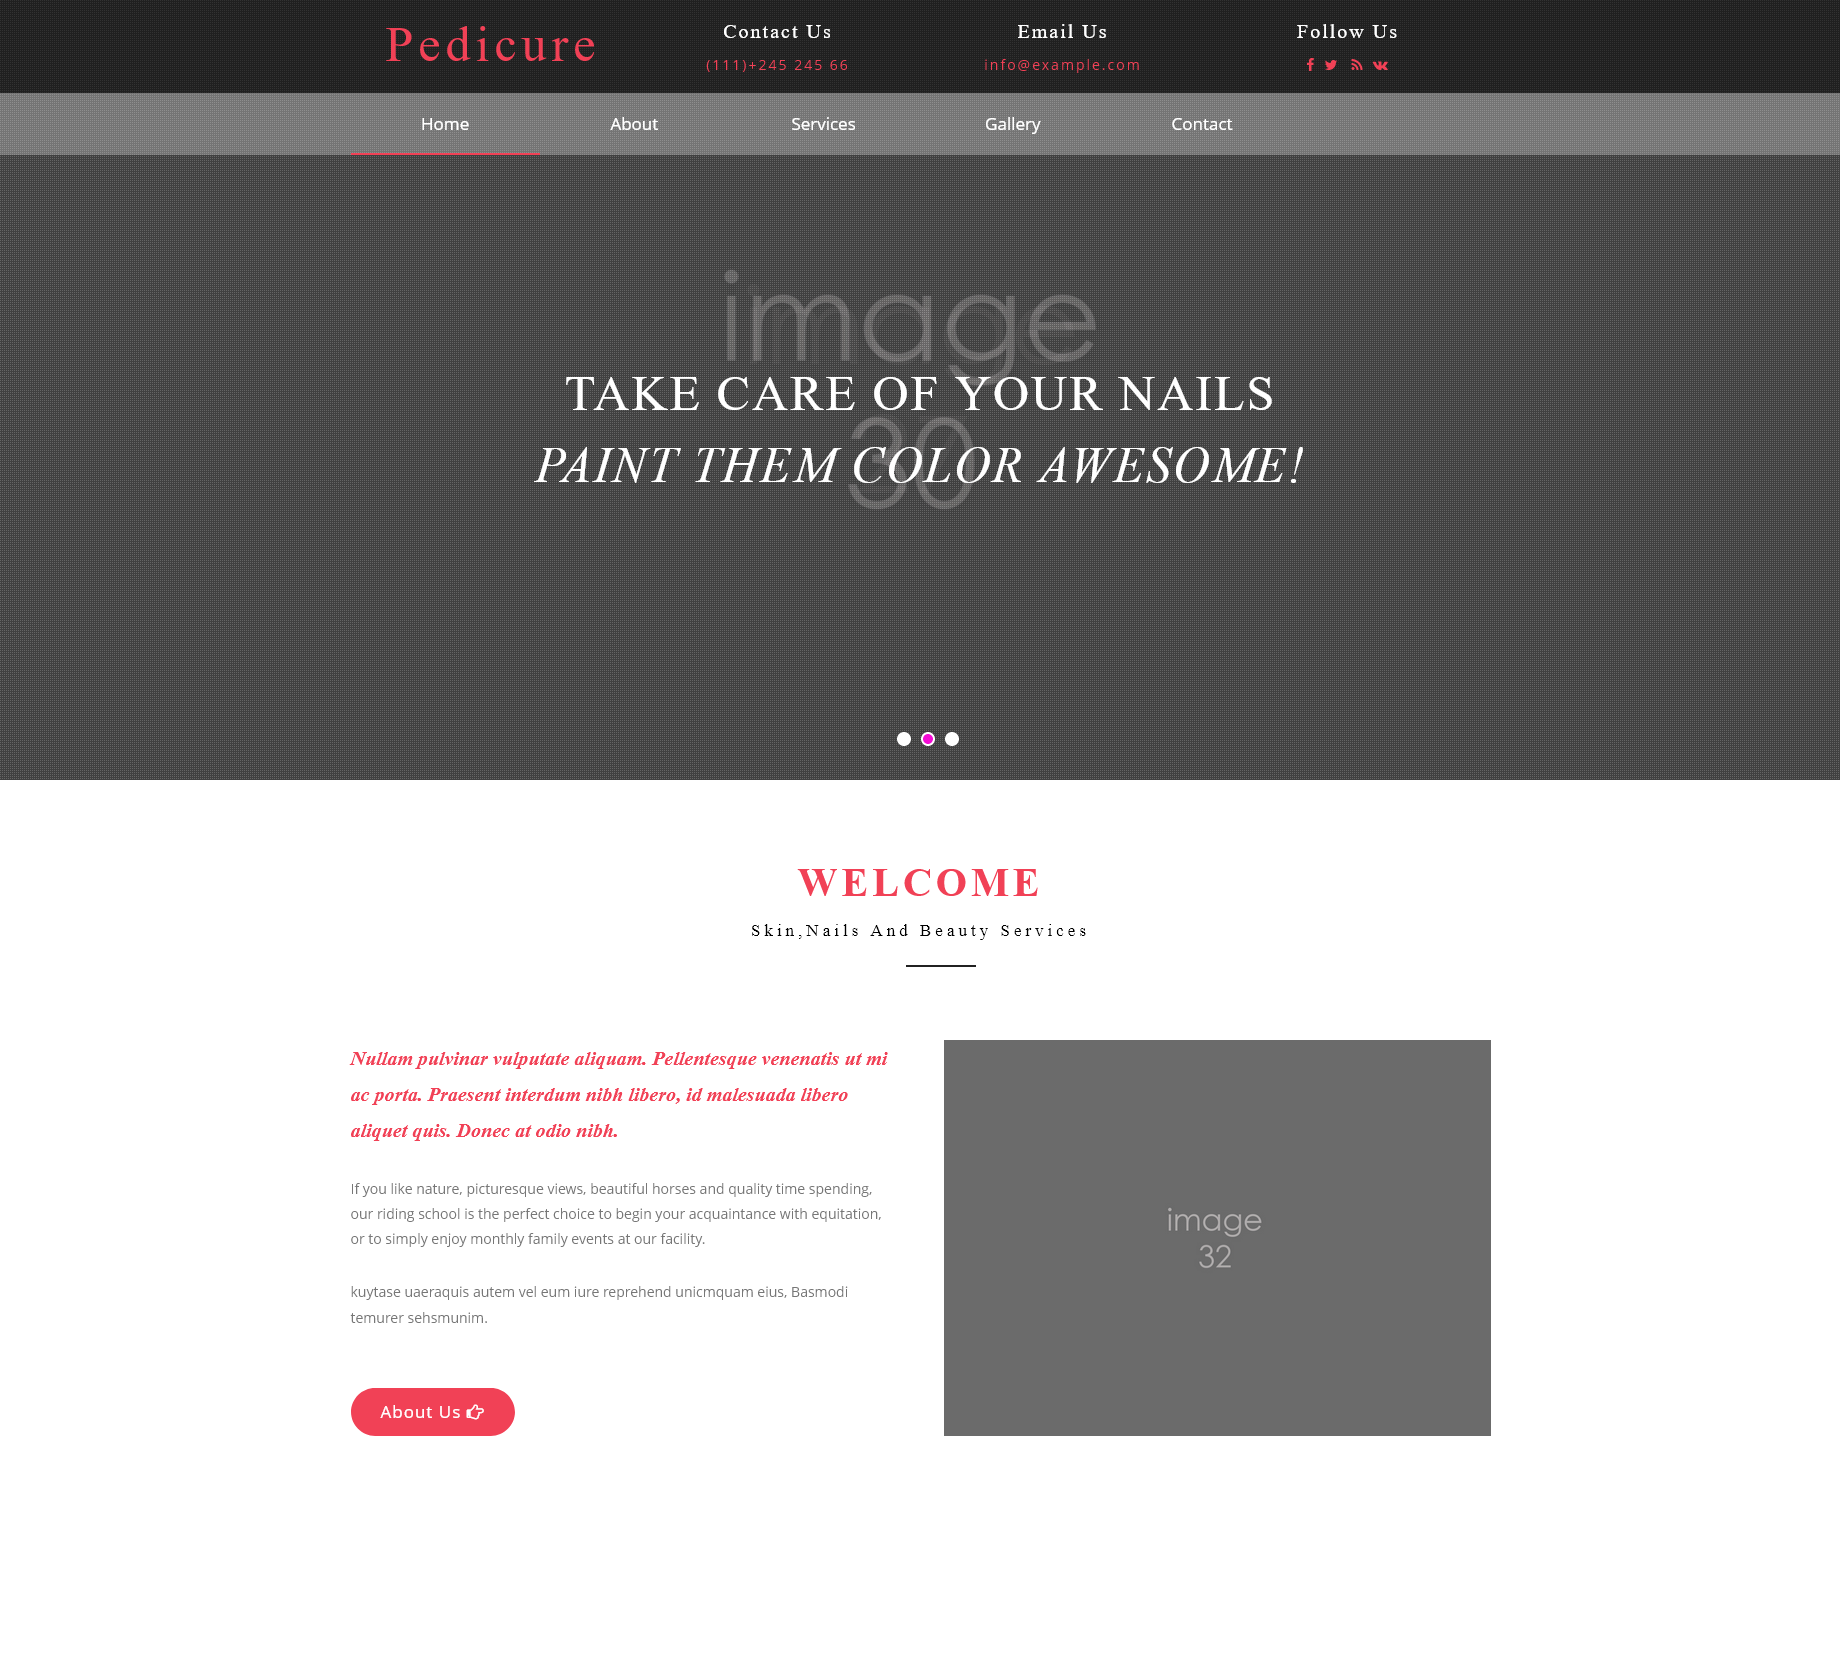 Pedicure
Contact Us
(111)+245 245 66
Email Us
info@example.com
Follow Us
Home
About
Services
Gallery
Contact
image
TAKE CARE OF YOUR NAILS
30
PAINT THEM COLOR AWESOME!
WELCOME
Skin,Nails And Beauty Services
Nullam pulvinar vulputate aliquam. Pellentesque venenatis ut mi
ac porta. Praesent interdum nibh libero, id malesuada libero
aliquet quis. Donec at odio nibh.
If you like nature, picturesque views, beautiful horses and quality time spending,
our riding school is the perfect choice to begin your acquaintance with equitation,
or to simply enjoy monthly family events at our facility.
kuytase uaeraquis autem vel eum iure reprehend unicmquam eius, Basmodi
temurer sehsmunim.
About Us
image
32